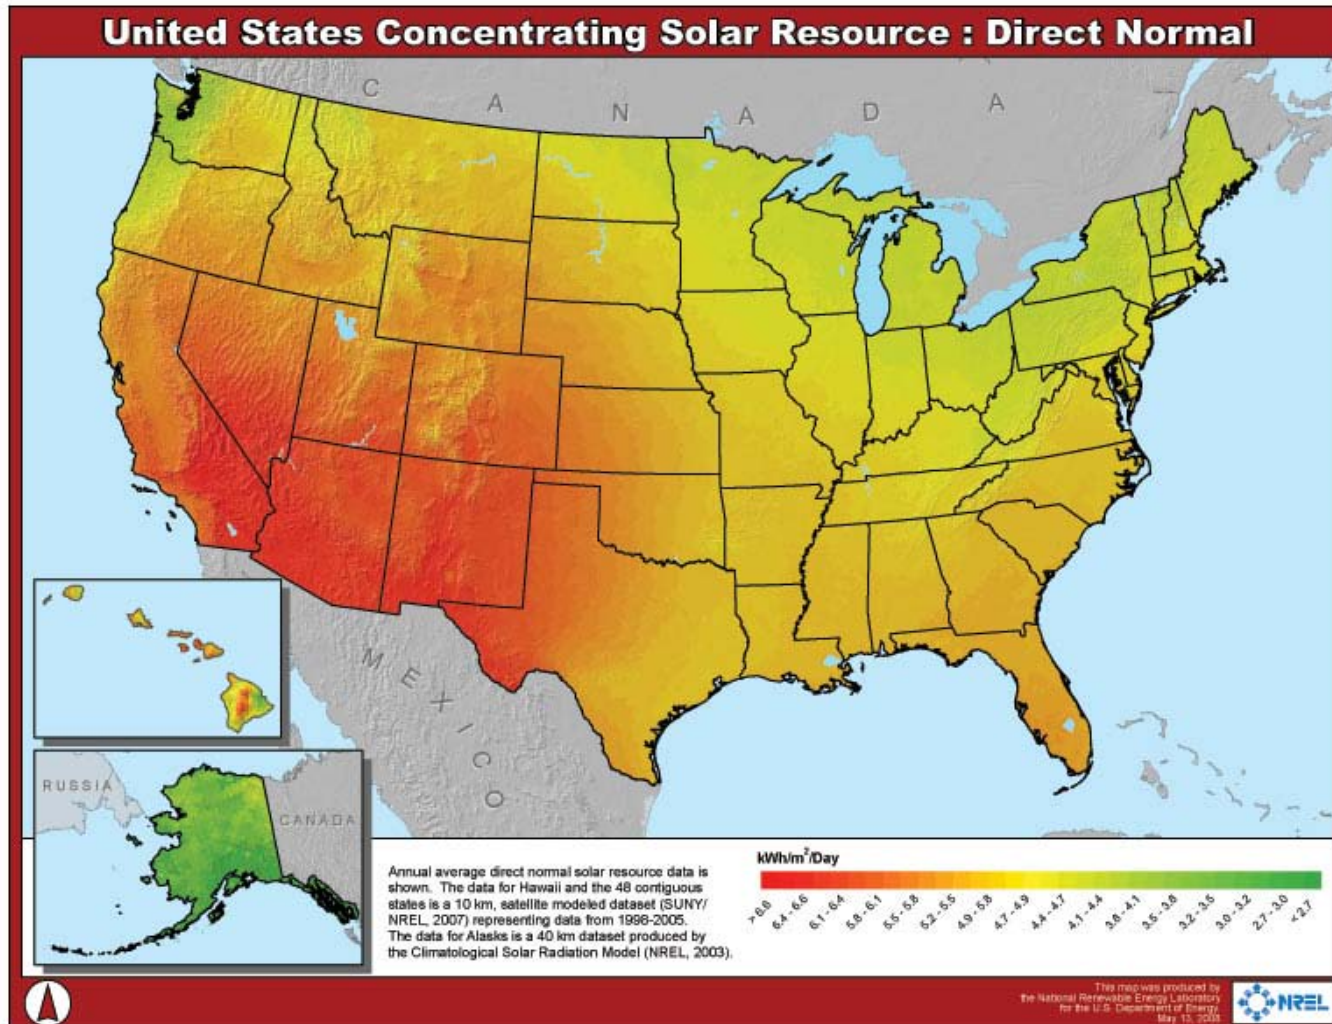 United States Concentrating Solar Resource : Direct Normal
C A N A D A
MEXICO
RUSSIA
CANADA
Annual average direct normal solar resource data is
shown. The data for Hawaii and the 48 contiguous
states is a 10 km, satellite modeled dataset (SUNY/
NREL, 2007) representing data from 1998-2005.
The data for Alasks is a 40 km dataset produced by
the Climatological Solar Radiation Model (NREL, 2003).
kWh/m²/Day
> 6.6 6.4 - 6.6 6.1 - 6.4 5.8 - 6.1 5.5 - 5.8 5.2 - 5.5 4.9 - 5.8 4.7 - 4.9 4.4 - 4.7 4.1 - 4.4 3.8 - 4.1 3.5 - 3.8 3.2 - 3.5 3.0 - 3.2 2.7 - 3.0 < 2.7
This map was produced by
the National Renewable Energy Laboratory
for the U.S. Department of Energy.
May 13, 2008
NREL